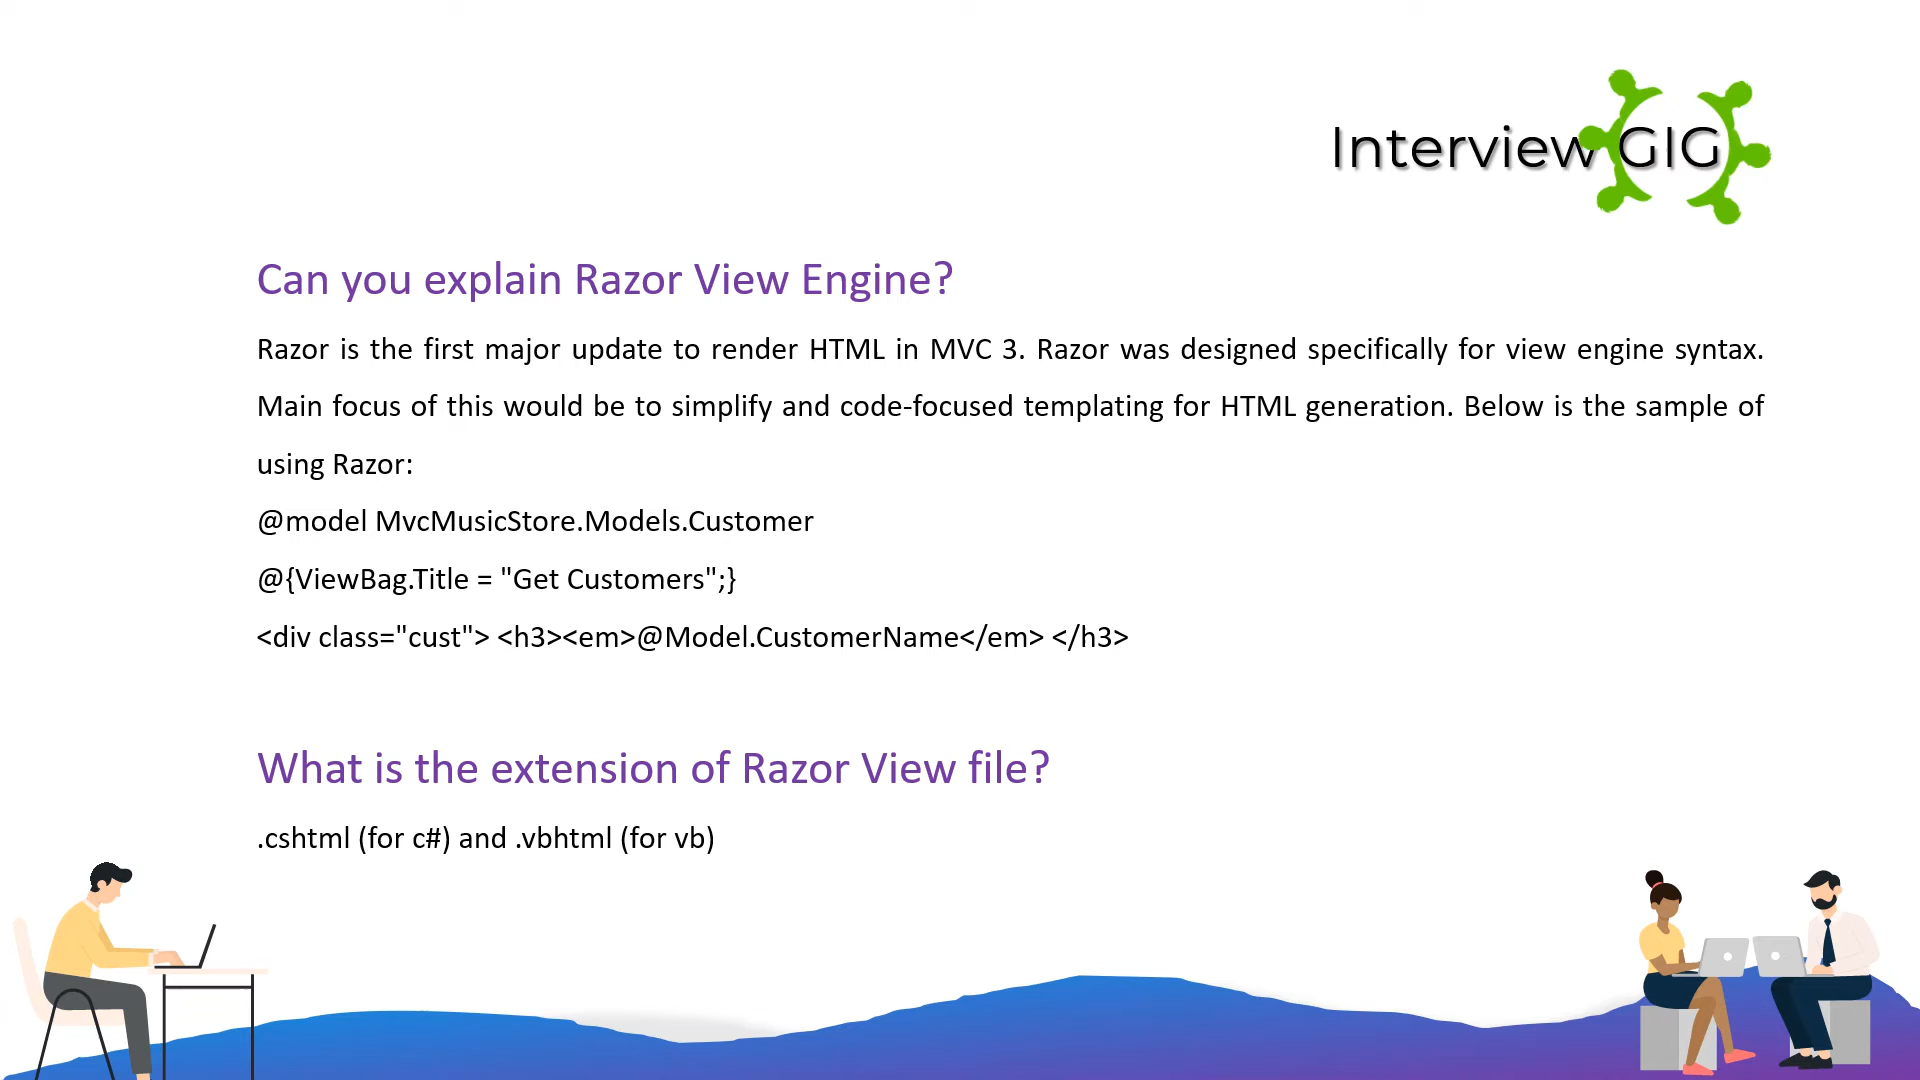 Interview GIG
Can you explain Razor View Engine?
Razor is the first major update to render HTML in MVC 3. Razor was designed specifically for view engine syntax.
Main focus of this would be to simplify and code-focused templating for HTML generation. Below is the sample of
using Razor:
@model MvcMusicStore.Models.Customer
@{ViewBag.Title = "Get Customers";}
<div class="cust"> <h3><em>@Model.CustomerName</em> </h3>
What is the extension of Razor View file?
.cshtml (for c#) and .vbhtml (for vb)